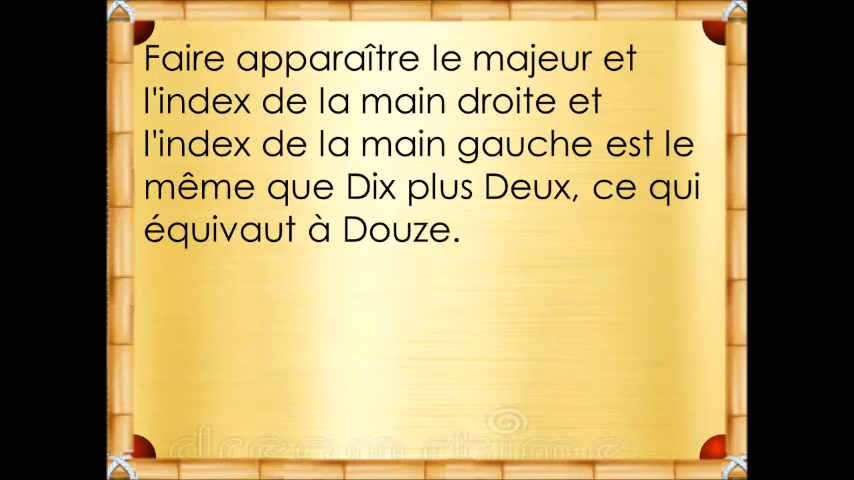 Faire apparaître le majeur et
l'index de la main droite et
l'index de la main gauche est le
même que Dix plus Deux, ce qui
équivaut à Douze.
dreamstime